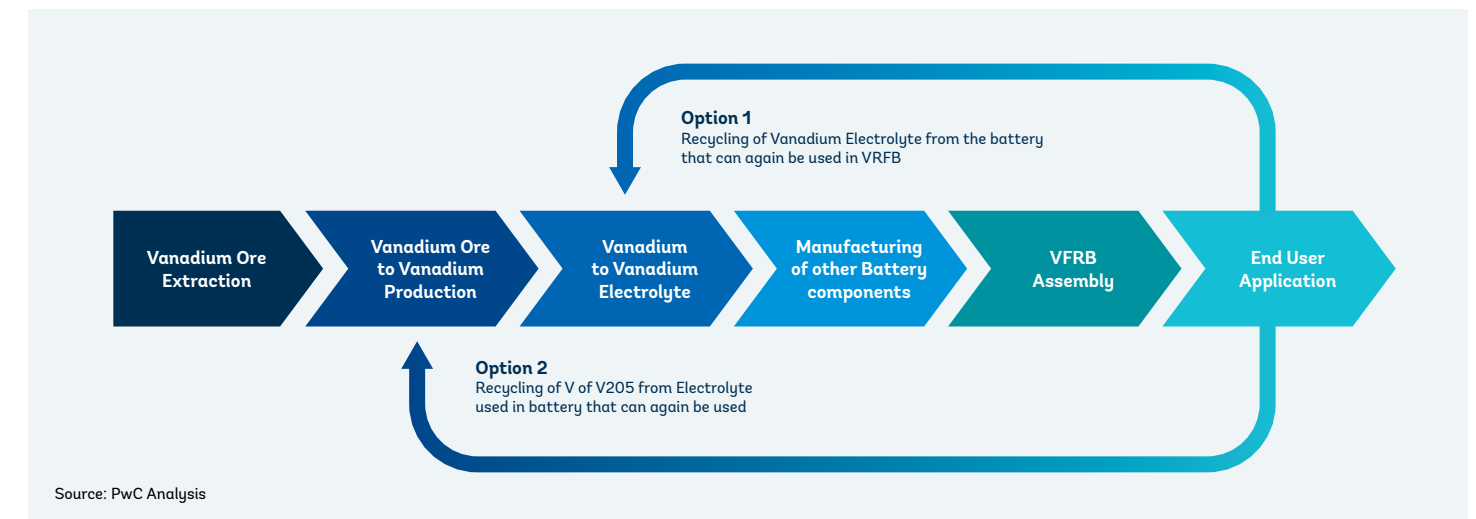 Option 1
Recycling of Vanadium Electrolyte from the battery
that can again be used in VRFB
Vanadium Ore
Extraction
Vanadium Ore
to Vanadium
Production
Vanadium
to Vanadium
Electrolyte
Manufacturing
of other Battery
components
VFRB
Assembly
End User
Application
Option 2
Recycling of V of V205 from Electrolyte
used in battery that can again be used
Source: PwC Analysis